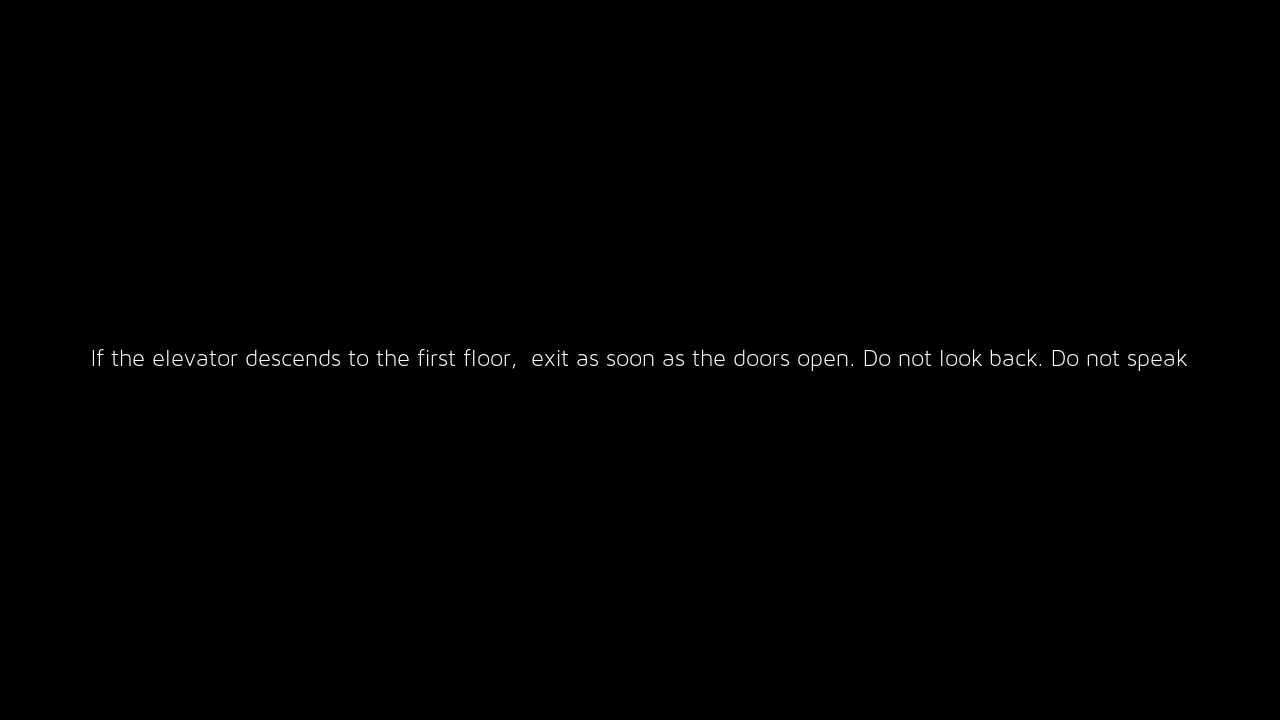 If the elevator descends to the first floor,  exit as soon as the doors open. Do not look back. Do not speak